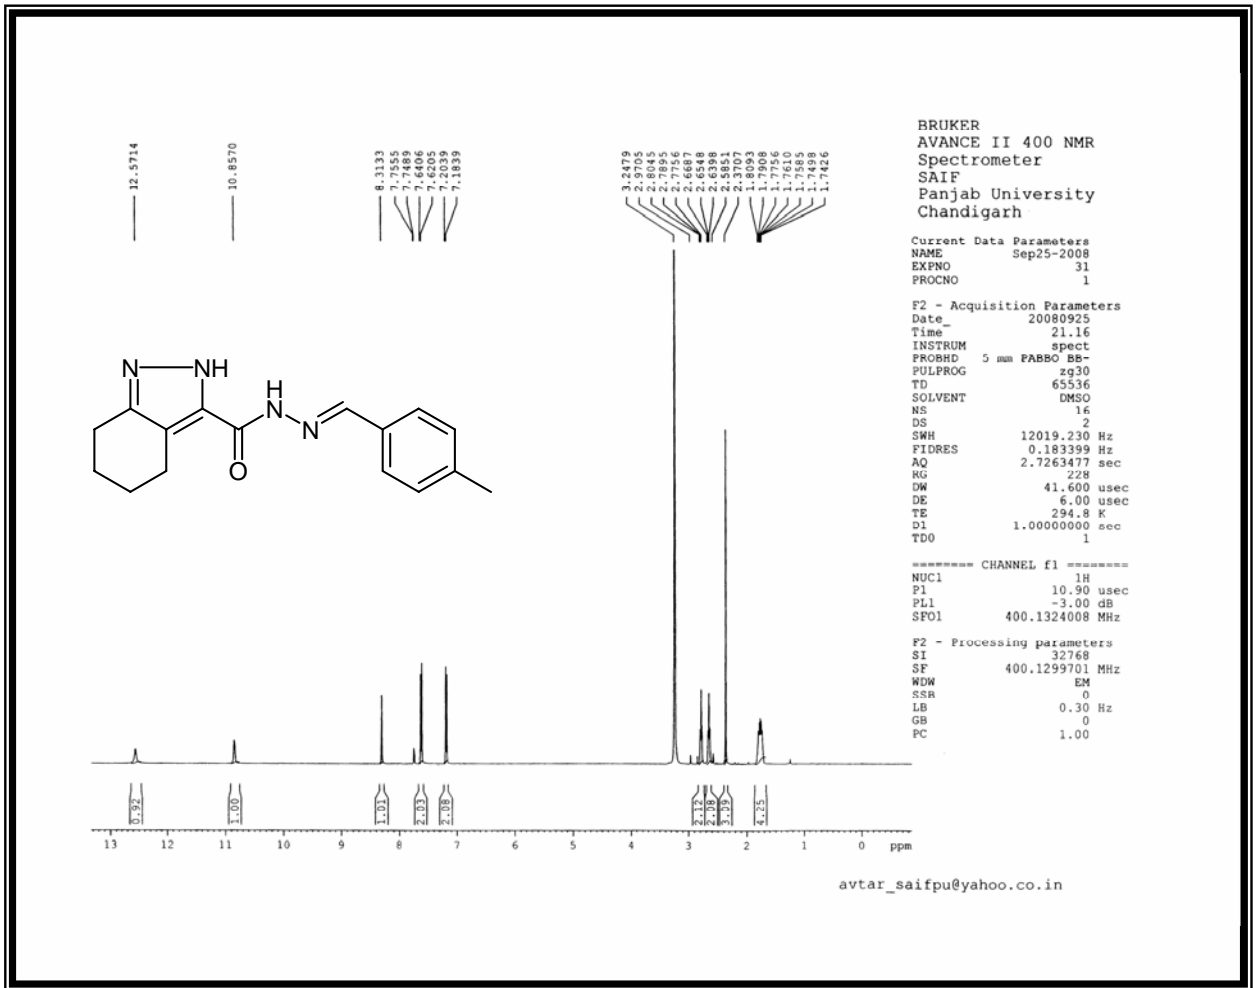 12.5714
10.8570
8.3133
7.7555
7.7489
7.6406
7.6205
7.2039
7.1839
3.2479
2.9705
2.8045
2.7895
2.7756
2.6687
2.6548
2.6398
2.5851
2.3707
1.8093
1.7908
1.7756
1.7610
1.7585
1.7498
1.7426
BRUKER
AVANCE II 400 NMR
Spectrometer
SAIF
Panjab University
Chandigarh
Current Data Parameters
NAME Sep25-2008
EXPNO 31
PROCNO 1
F2 - Acquisition Parameters
Date_ 20080925
Time 21.16
INSTRUM spect
PROBHD 5 mm PABBO BB-
PULPROG zg30
TD 65536
SOLVENT DMSO
NS 16
DS 2
SWH 12019.230 Hz
FIDRES 0.183399 Hz
AQ 2.7263477 sec
RG 228
DW 41.600 usec
DE 6.00 usec
TE 294.8 K
D1 1.00000000 sec
TD0 1
======== CHANNEL f1 ========
NUC1 1H
P1 10.90 usec
PL1 -3.00 dB
SFO1 400.1324008 MHz
F2 - Processing parameters
SI 32768
SF 400.1299701 MHz
WDW EM
SSB 0
LB 0.30 Hz
GB 0
PC 1.00
N NH
H
N
N
O
0.92 1.00 1.01 2.03 2.08 2.12 2.08 3.09 4.25
13 12 11 10 9 8 7 6 5 4 3 2 1 0 ppm
avtar_saifpu@yahoo.co.in